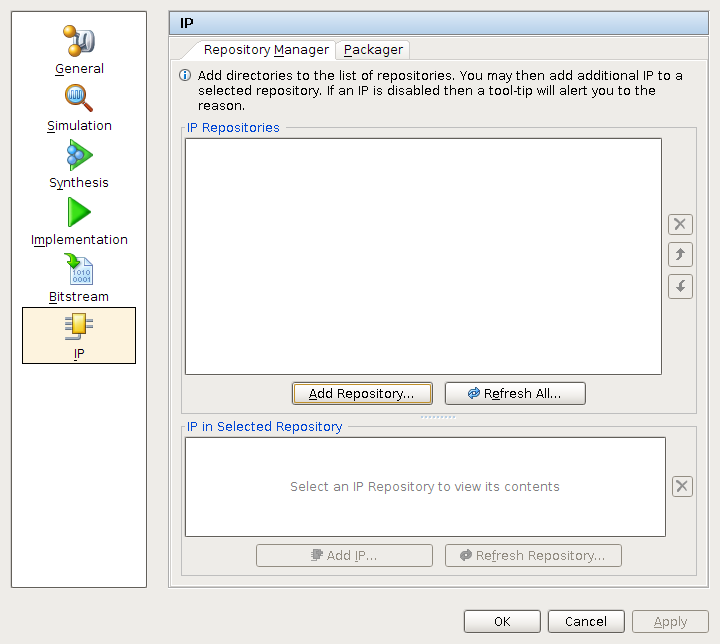 General
Simulation
Synthesis
Implementation
Bitstream
IP
IP
Repository Manager
Packager
Add directories to the list of repositories. You may then add additional IP to a
selected repository. If an IP is disabled then a tool-tip will alert you to the
reason.
IP Repositories
Add Repository...
Refresh All...
IP in Selected Repository
Select an IP Repository to view its contents
Add IP...
Refresh Repository...
OK
Cancel
Apply